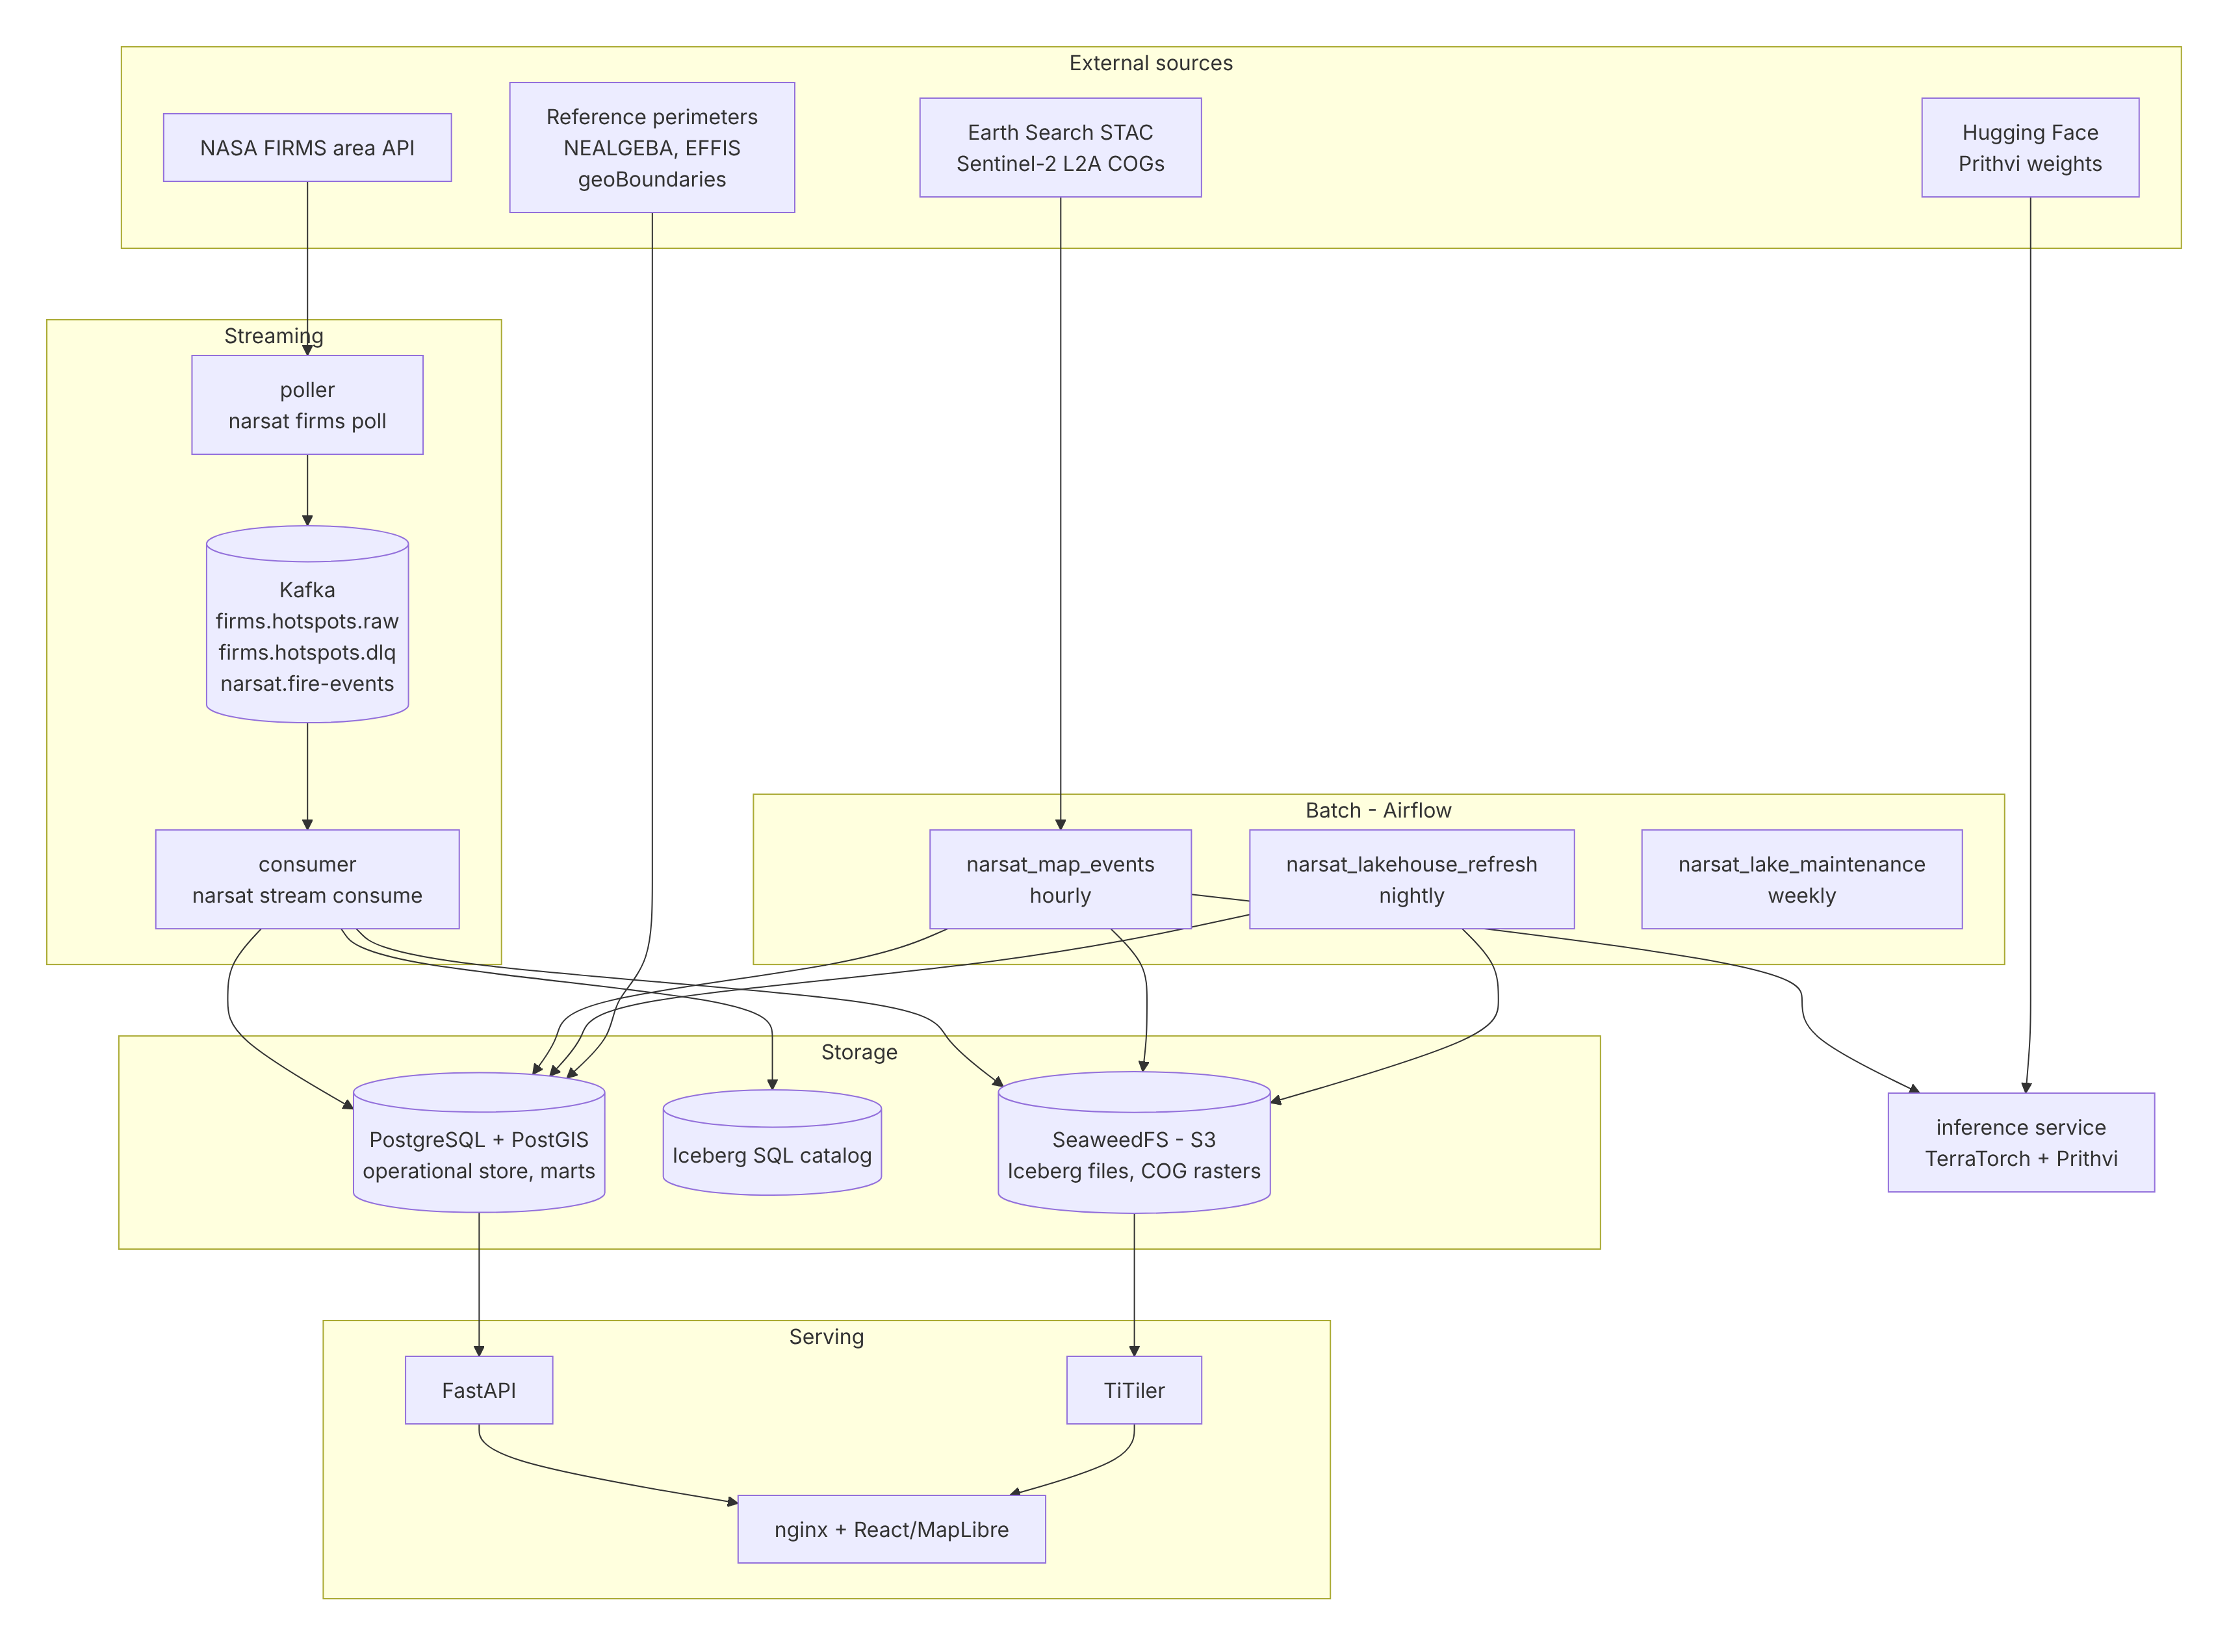 External sources
NASA FIRMS area API
Reference perimeters
NEALGEBA, EFFIS
geoBoundaries
Earth Search STAC
Sentinel-2 L2A COGs
Hugging Face
Prithvi weights
Streaming
poller
narsat firms poll
Kafka
firms.hotspots.raw
firms.hotspots.dlq
narsat.fire-events
consumer
narsat stream consume
Batch - Airflow
narsat_map_events
hourly
narsat_lakehouse_refresh
nightly
narsat_lake_maintenance
weekly
Storage
PostgreSQL + PostGIS
operational store, marts
Iceberg SQL catalog
SeaweedFS - S3
Iceberg files, COG rasters
inference service
TerraTorch + Prithvi
Serving
FastAPI
TiTiler
nginx + React/MapLibre